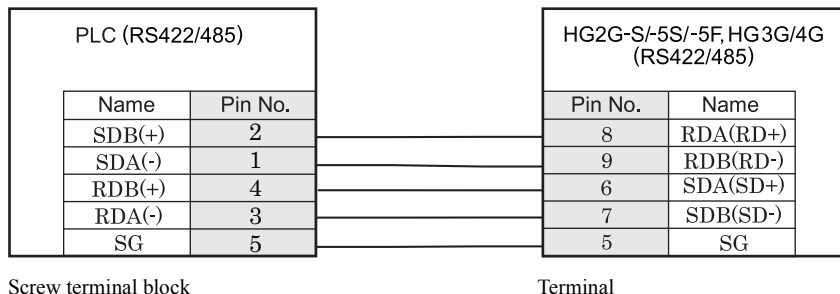 PLC (RS422/485)
HG2G-S/-5S/-5F, HG3G/4G
(RS422/485)
Name Pin No. Pin No. Name
SDB(+) 2 8 RDA(RD+)
SDA(-) 1 9 RDB(RD-)
RDB(+) 4 6 SDA(SD+)
RDA(-) 3 7 SDB(SD-)
SG 5 5 SG
Screw terminal block Terminal